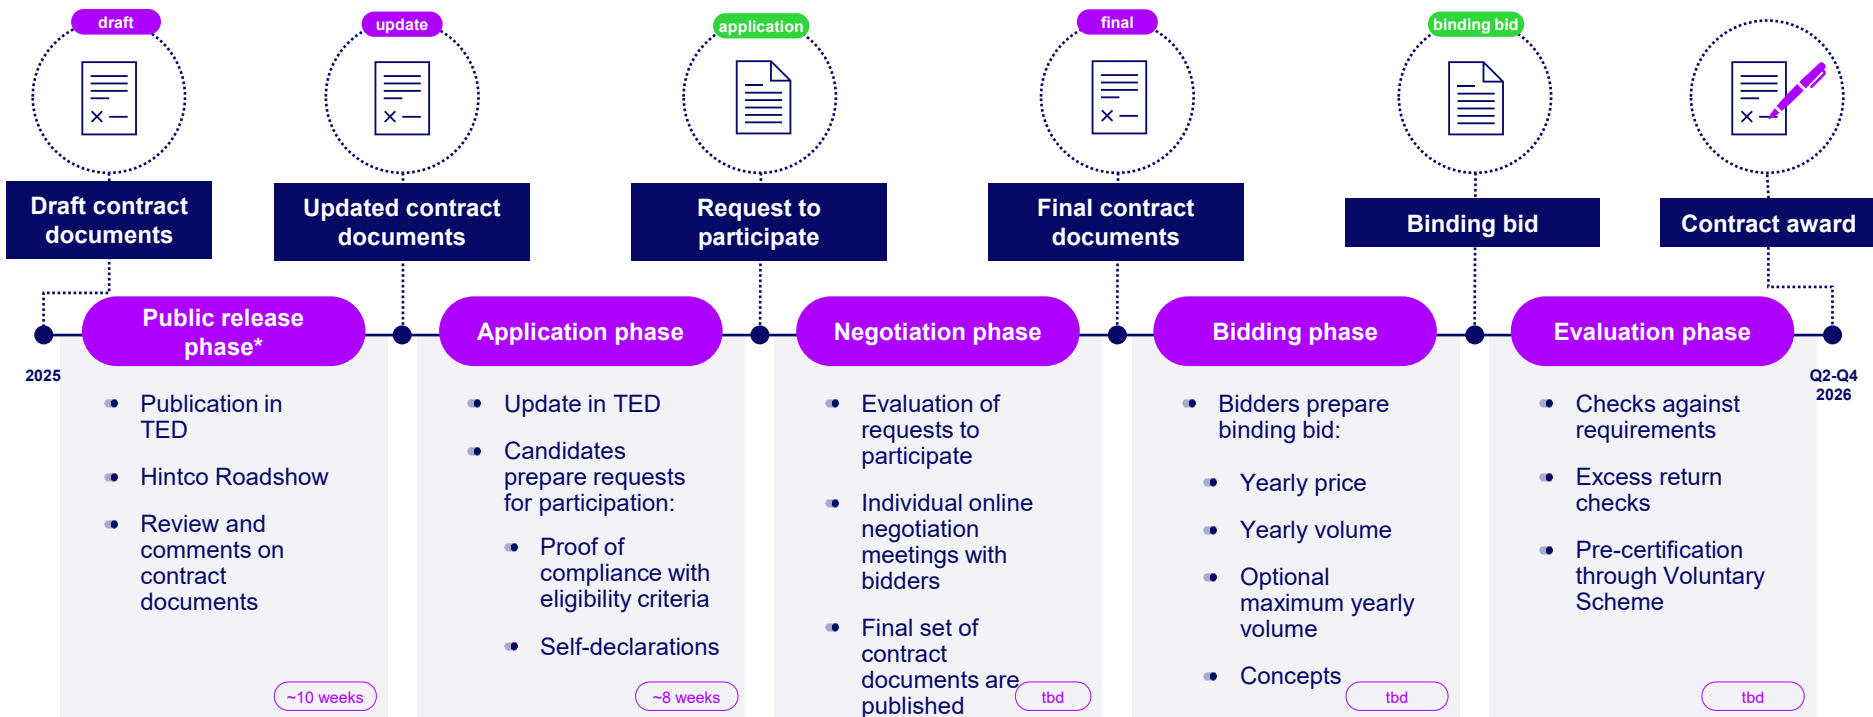 draft
update
application
final
binding bid
Draft contract
documents
Updated contract
documents
Request to
participate
Final contract
documents
Binding bid
Contract award
Public release
phase*
Application phase
Negotiation phase
Bidding phase
Evaluation phase
2025
Q2-Q4
2026
Publication in
TED
Hintco Roadshow
Review and
comments on
contract
documents
~10 weeks
Update in TED
Candidates
prepare requests
for participation:
Proof of
compliance with
eligibility criteria
Self-declarations
~8 weeks
Evaluation of
requests to
participate
Individual online
negotiation
meetings with
bidders
Final set of
contract
documents are
published
tbd
Bidders prepare
binding bid:
Yearly price
Yearly volume
Optional
maximum yearly
volume
Concepts
tbd
Checks against
requirements
Excess return
checks
Pre-certification
through Voluntary
Scheme
tbd